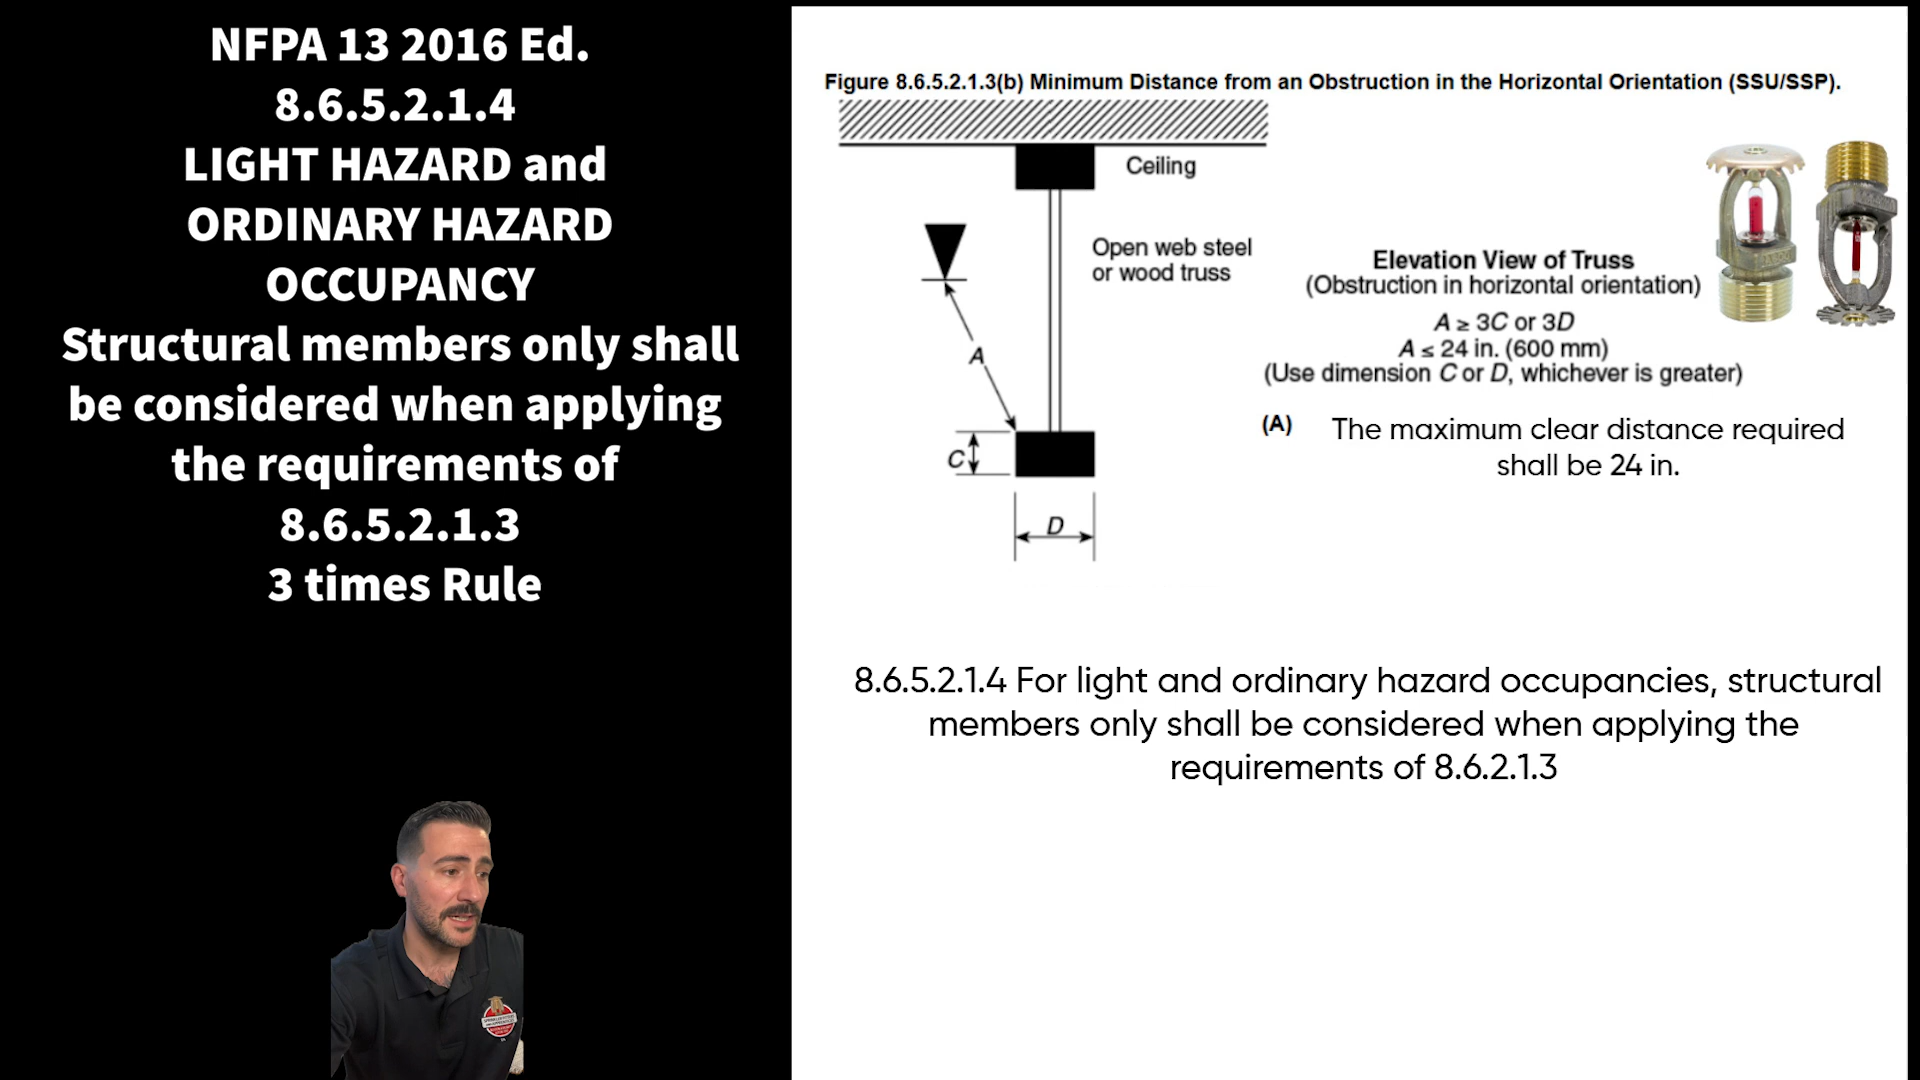 NFPA 13 2016 Ed.
8.6.5.2.1.4
LIGHT HAZARD and
ORDINARY HAZARD
OCCUPANCY
Structural members only shall
be considered when applying
the requirements of
8.6.5.2.1.3
3 times Rule
Figure 8.6.5.2.1.3(b) Minimum Distance from an Obstruction in the Horizontal Orientation (SSU/SSP).
Ceiling
Open web steel
or wood truss
A
C
D
Elevation View of Truss
(Obstruction in horizontal orientation)
A ≥ 3C or 3D
A ≤ 24 in. (600 mm)
(Use dimension C or D, whichever is greater)
(A) The maximum clear distance required
shall be 24 in.
8.6.5.2.1.4 For light and ordinary hazard occupancies, structural
members only shall be considered when applying the
requirements of 8.6.2.1.3